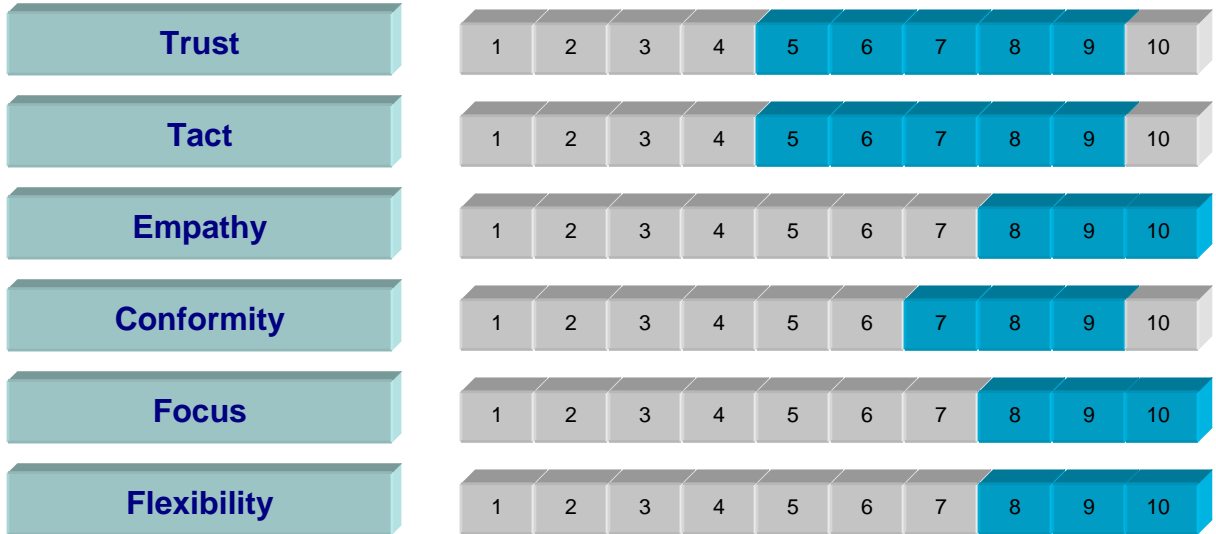 Trust 1 2 3 4 5 6 7 8 9 10
Tact 1 2 3 4 5 6 7 8 9 10
Empathy 1 2 3 4 5 6 7 8 9 10
Conformity 1 2 3 4 5 6 7 8 9 10
Focus 1 2 3 4 5 6 7 8 9 10
Flexibility 1 2 3 4 5 6 7 8 9 10